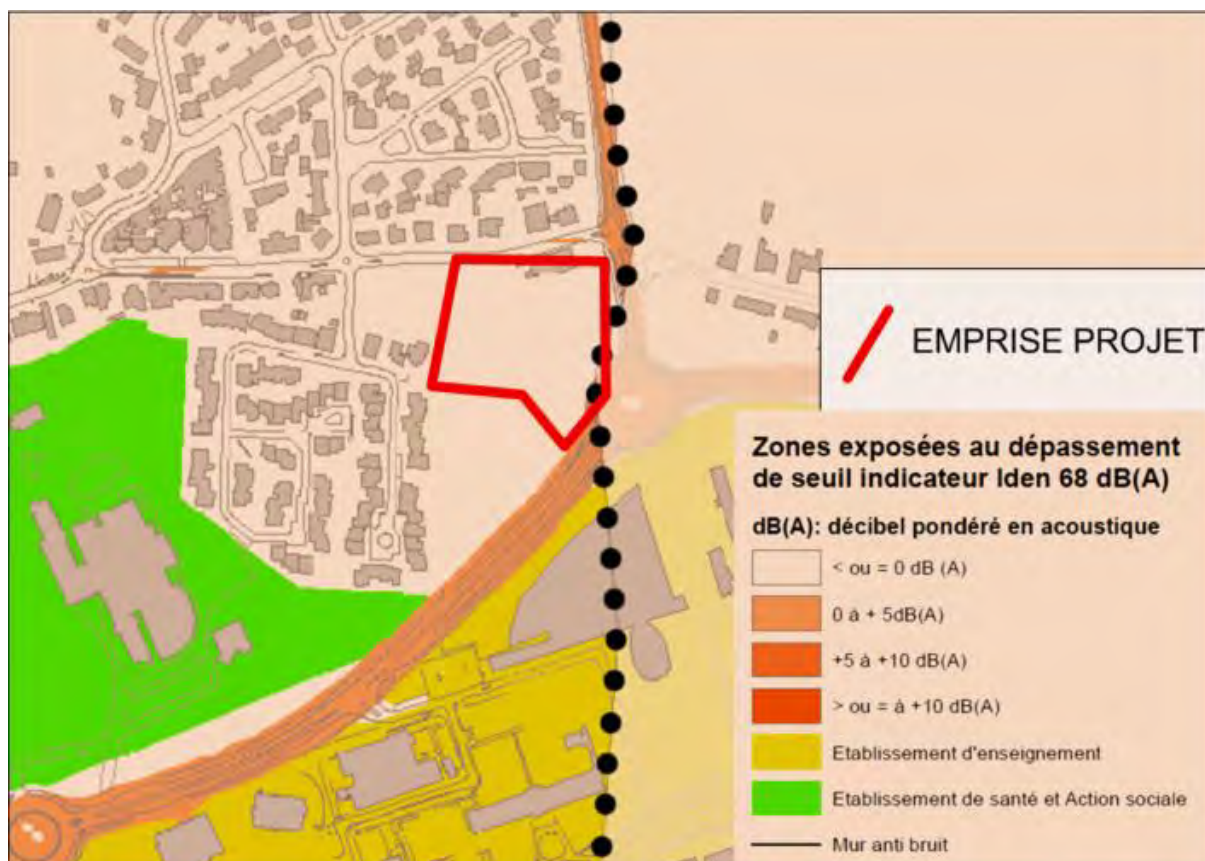 EMPRISE PROJET
Zones exposées au dépassement
de seuil indicateur lden 68 dB(A)
dB(A): décibel pondéré en acoustique
< ou = 0 dB (A)
0 à + 5dB(A)
+5 à +10 dB(A)
> ou = à +10 dB(A)
Etablissement d'enseignement
Etablissement de santé et Action sociale
Mur anti bruit